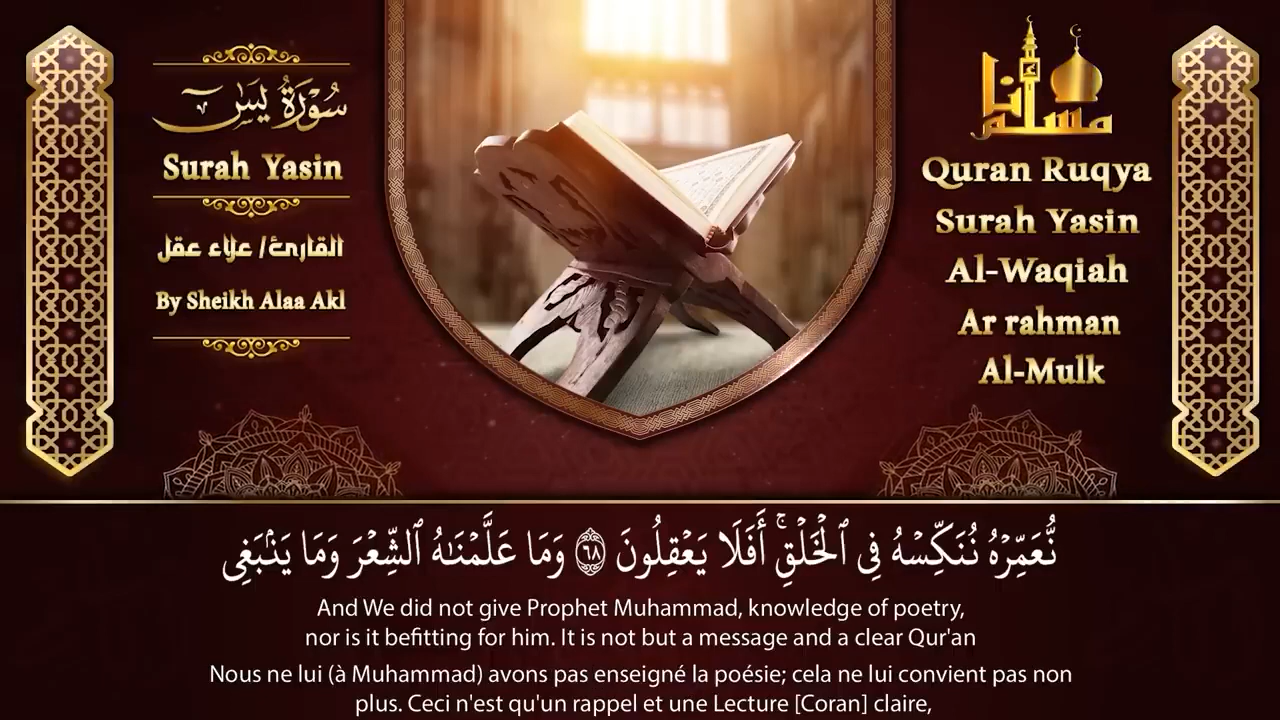 سُورَةُ يسٓ
Surah Yasin
القارئ/ علاء عقل
By Sheikh Alaa Akl
أنا مسلم
Quran Ruqya
Surah Yasin
Al-Waqiah
Ar rahman
Al-Mulk
نُّعَمِّرْهُ نُنَكِّسْهُ فِى ٱلْخَلْقِ ۖ أَفَلَا يَعْقِلُونَ ٦٨ وَمَا عَلَّمْنَـٰهُ ٱلشِّعْرَ وَمَا يَنۢبَغِى
And We did not give Prophet Muhammad, knowledge of poetry,
nor is it befitting for him. It is not but a message and a clear Qur'an
Nous ne lui (à Muhammad) avons pas enseigné la poésie; cela ne lui convient pas non
plus. Ceci n'est qu'un rappel et une Lecture [Coran] claire,